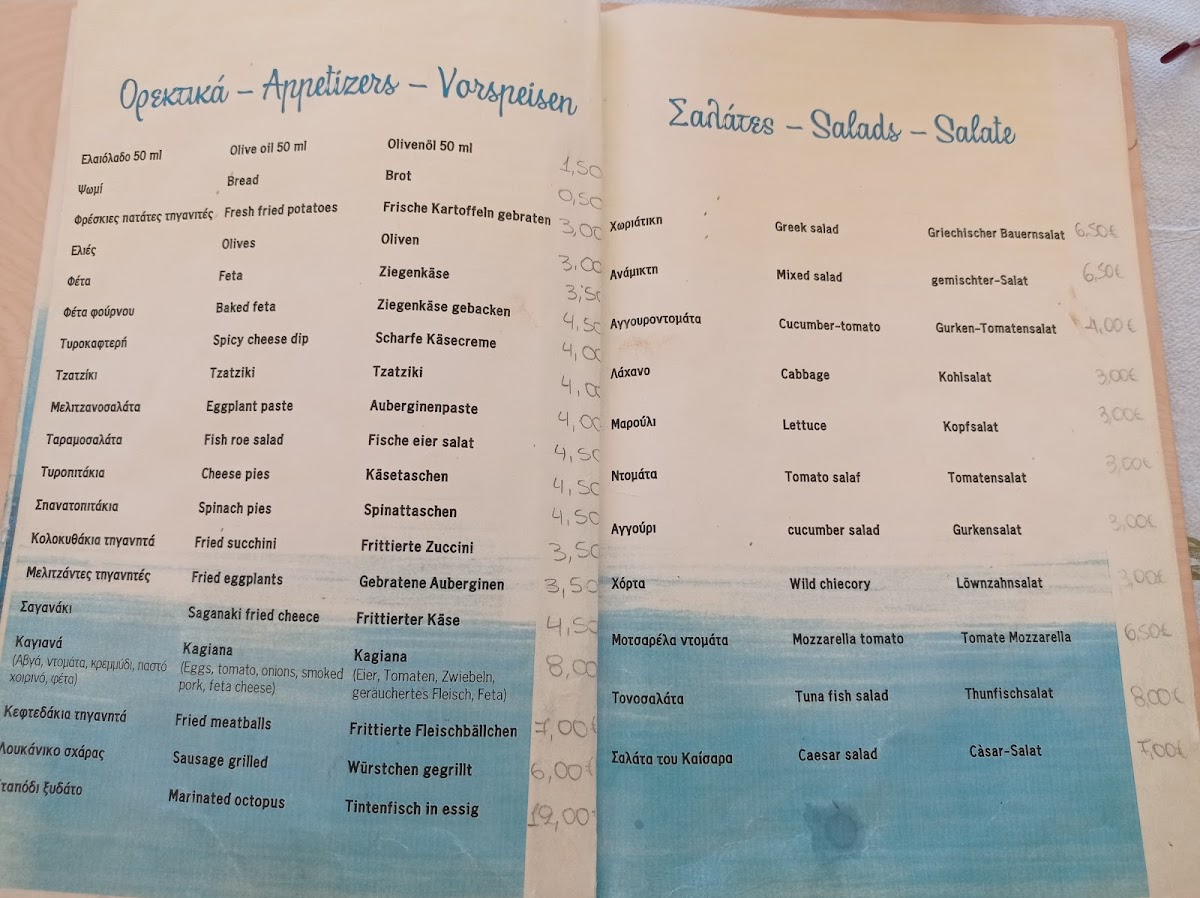 Ορεκτικά – Appetizers – Vorspeisen
Ελαιόλαδο 50 ml Olive oil 50 ml Olivenöl 50 ml 1,50
Ψωμί Bread Brot 0,50
Φρέσκιες πατάτες τηγανιτές Fresh fried potatoes Frische Kartoffeln gebraten 3,00
Ελιές Olives Oliven 3,00
Φέτα Feta Ziegenkäse 3,50
Φέτα φούρνου Baked feta Ziegenkäse gebacken 4,50
Τυροκαφτερή Spicy cheese dip Scharfe Käsecreme 4,00
Τζατζίκι Tzatziki Tzatziki 4,00
Μελιτζανοσαλάτα Eggplant paste Auberginenpaste 4,00
Ταραμοσαλάτα Fish roe salad Fische eier salat 4,50
Τυροπιτάκια Cheese pies Käsetaschen 4,50
Σπανατοπιτάκια Spinach pies Spinattaschen 4,50
Κολοκυθάκια τηγανητά Fried succhini Frittierte Zuccini 3,50
Μελιτζάντες τηγανητές Fried eggplants Gebratene Auberginen 3,50
Σαγανάκι Saganaki fried cheece Frittierter Käse 4,50
Καγιανά Kagiana Kagiana 8,00
(Αβγά, ντομάτα, κρεμμύδι, παστό (Eggs, tomato, onions, smoked (Eier, Tomaten, Zwiebeln,
χοιρινό, φέτα) pork, feta cheese) geräuchertes Fleisch, Feta)
Κεφτεδάκια τηγανητά Fried meatballs Frittierte Fleischbällchen 7,00€
Λουκάνικο σχάρας Sausage grilled Würstchen gegrillt 6,00€
ταπόδι ξυδάτο Marinated octopus Tintenfisch in essig 12,00
Σαλάτες – Salads – Salate
Χωριάτικη Greek salad Griechischer Bauernsalat 6,50€
Ανάμικτη Mixed salad gemischter-Salat 6,50€
Αγγουροντομάτα Cucumber-tomato Gurken-Tomatensalat 4,00€
Λάχανο Cabbage Kohlsalat 3,00€
Μαρούλι Lettuce Kopfsalat 3,00€
Ντομάτα Tomato salaf Tomatensalat 3,00€
Αγγούρι cucumber salad Gurkensalat 3,00€
Χόρτα Wild chiecory Löwnzahnsalat 3,00€
Μοτσαρέλα ντομάτα Mozzarella tomato Tomate Mozzarella 6,50€
Τονοσαλάτα Tuna fish salad Thunfischsalat 8,00€
Σαλάτα του Καίσαρα Caesar salad Càsar-Salat 7,00€